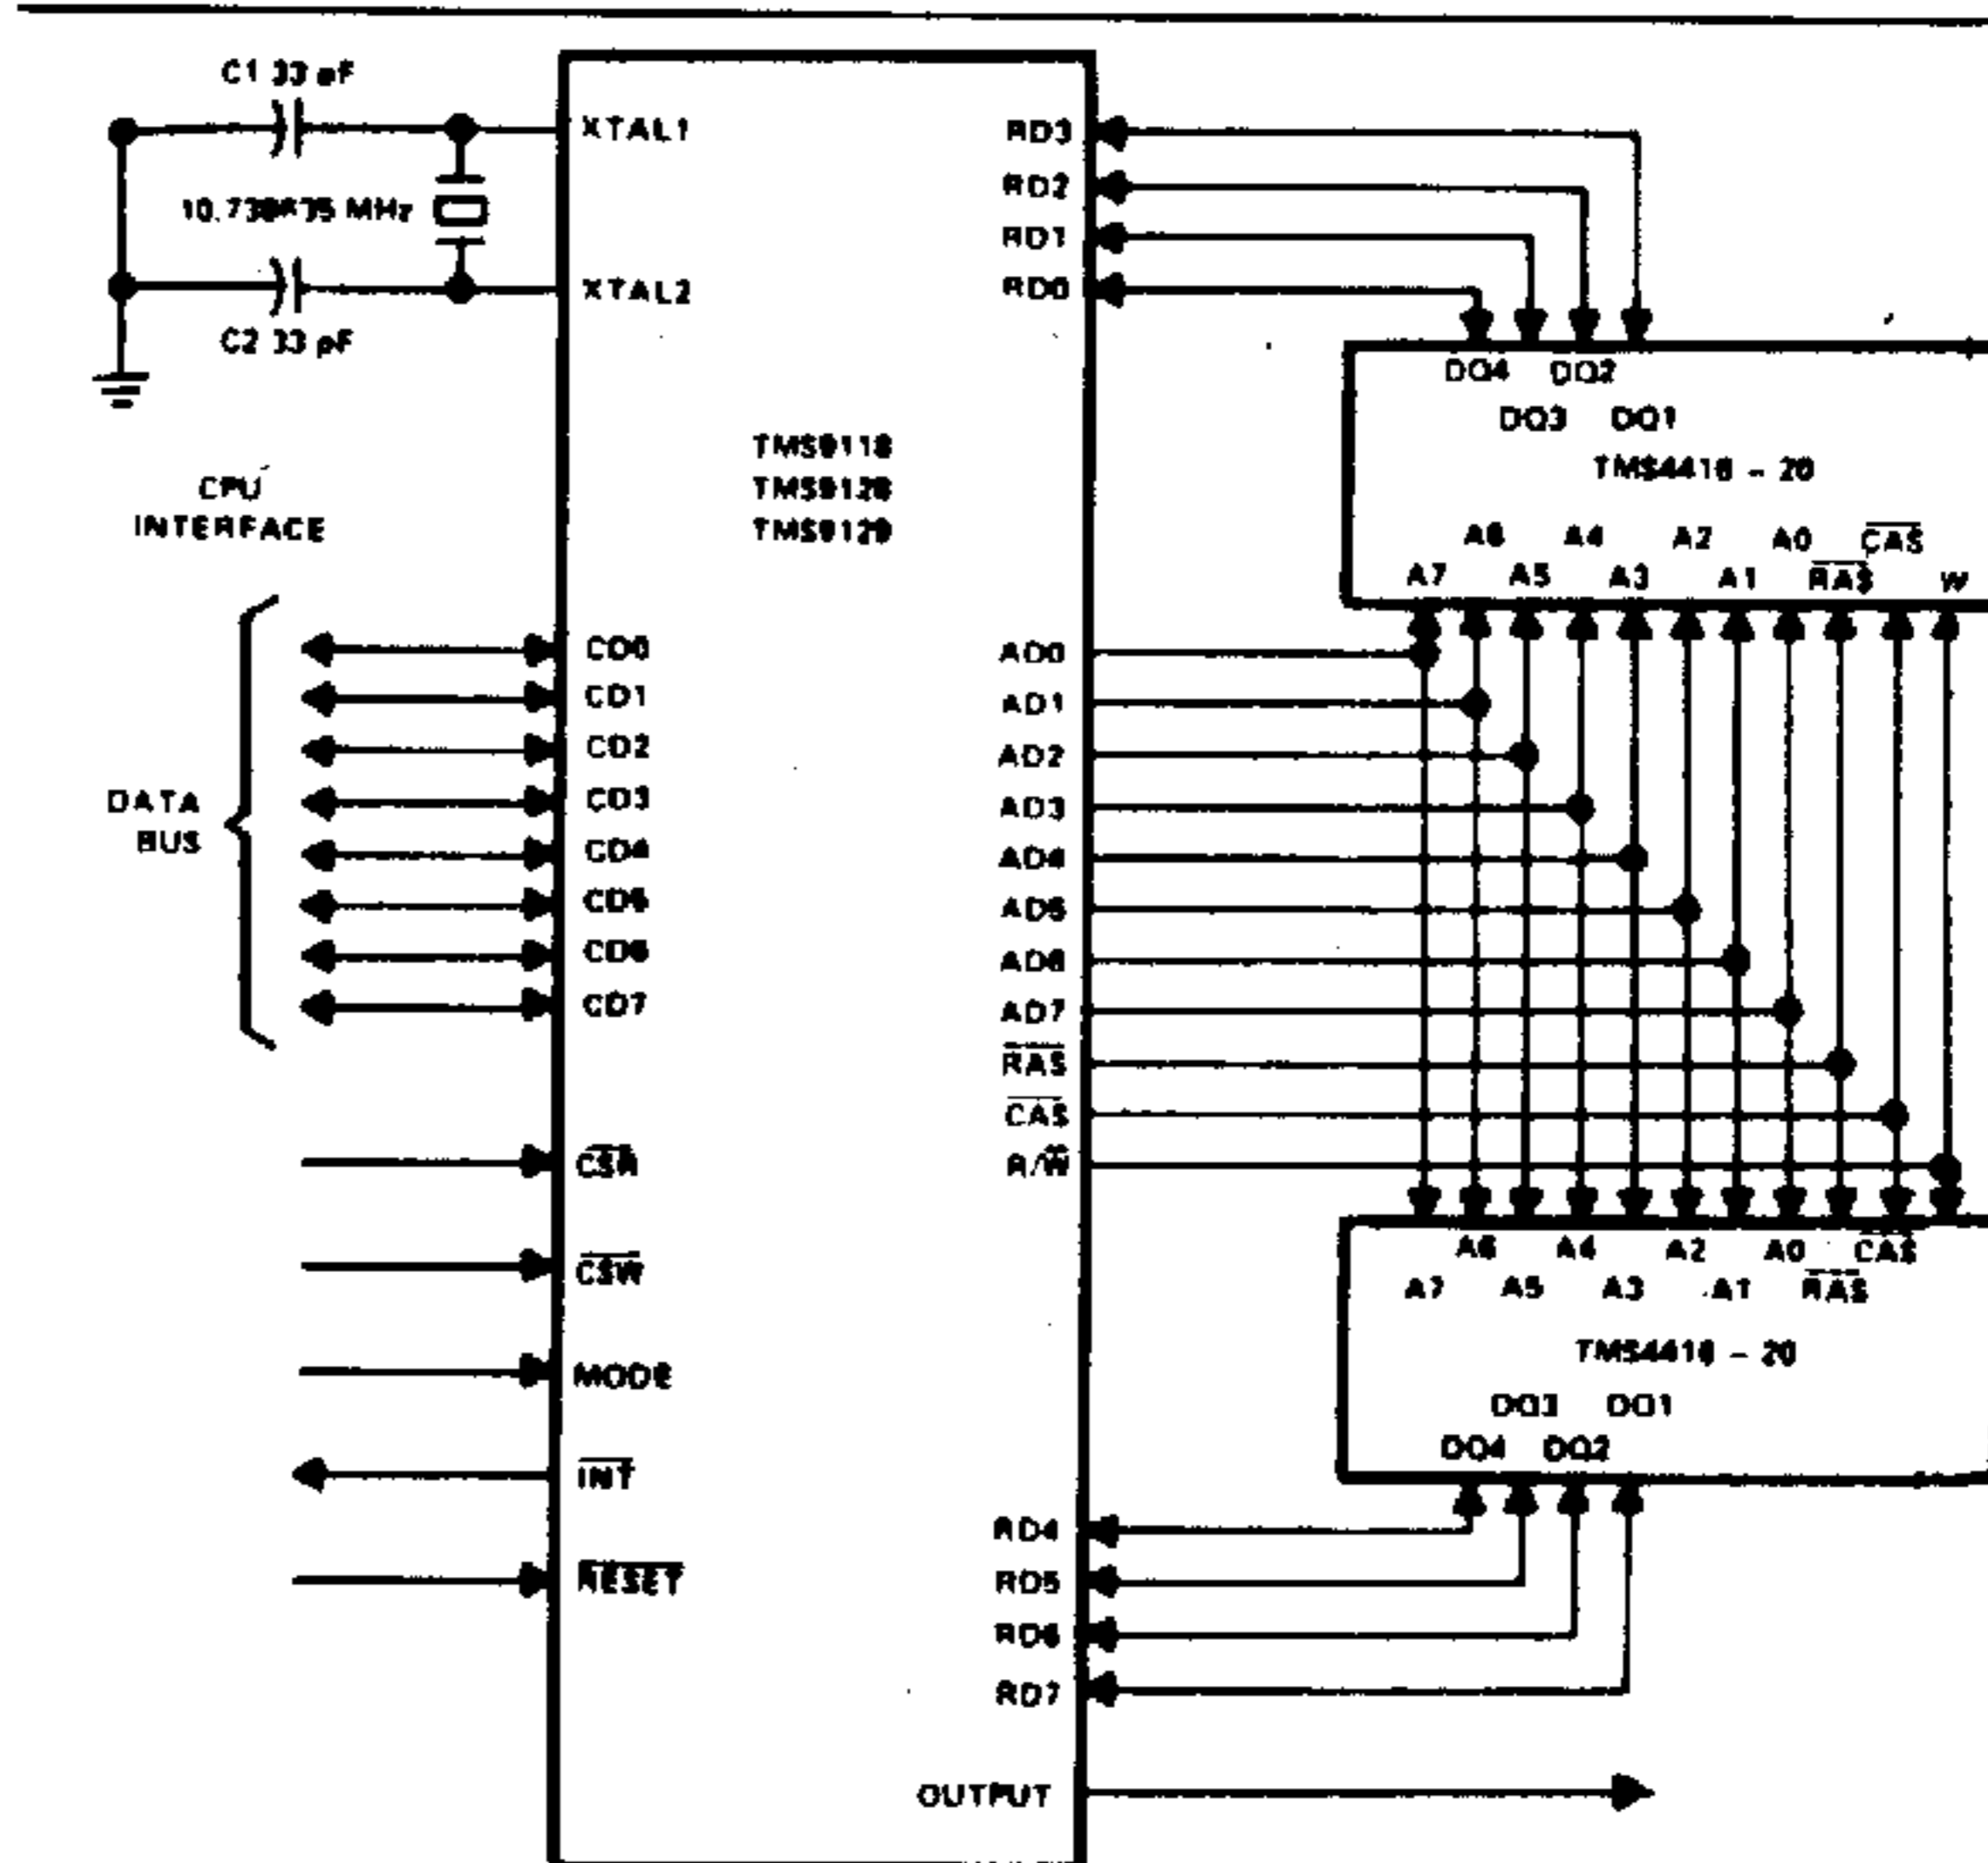 C1 33 pF
XTAL1
MHz
XTAL2
C2 33 pF
CPU
INTERFACE
DATA
BUS
TMS9118
TMS9128
TMS9129
CD0
CD1
CD2
CD3
CD4
CD5
CD6
CD7
CSR
CSW
MODE
INT
RESET
RD3
RD2
RD1
RD0
AD0
AD1
AD2
AD3
AD4
AD5
AD6
AD7
RAS
CAS
R/W
RD4
RD5
RD6
RD7
OUTPUT
DQ4 DQ2
DQ3 DQ1
TMS4416 – 20
A6 A4 A2 A0 CAS
A7 A5 A3 A1 RAS W
A6 A4 A2 A0 CAS
A7 A5 A3 A1 RAS
TMS4416 – 20
DQ3 DQ1
DQ4 DQ2